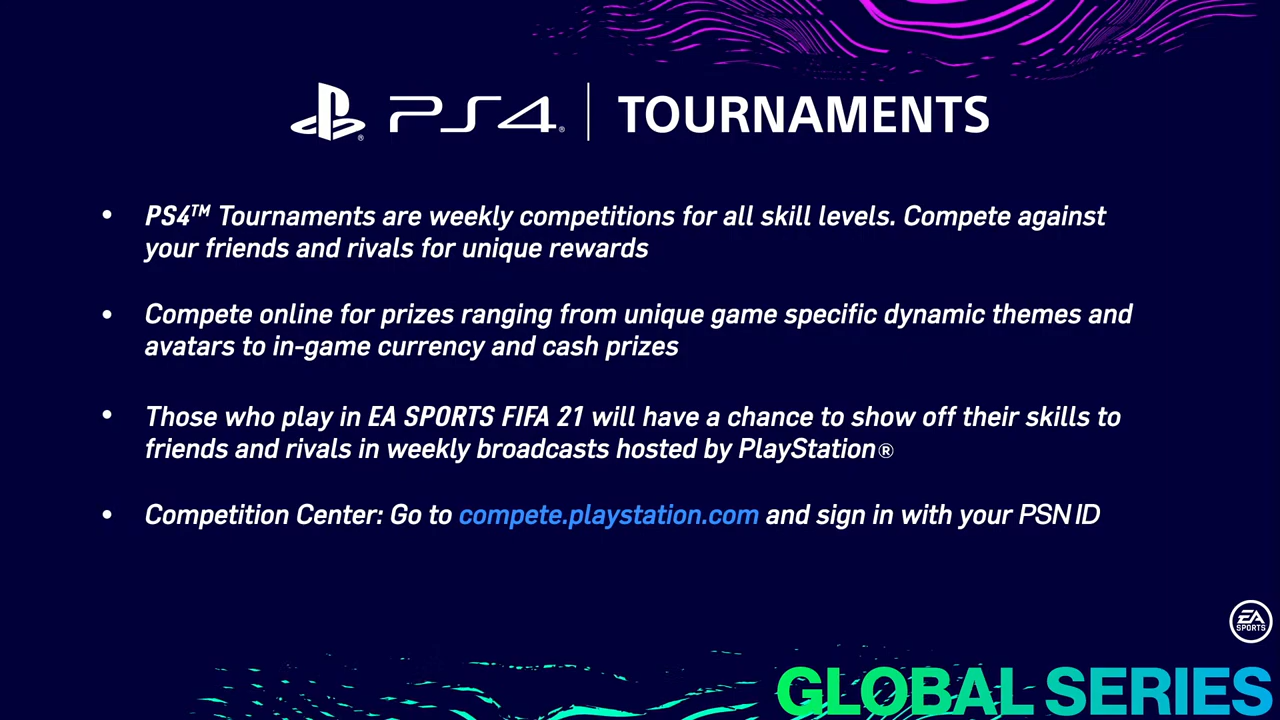 PS4® | TOURNAMENTS
• PS4™ Tournaments are weekly competitions for all skill levels. Compete against
your friends and rivals for unique rewards
• Compete online for prizes ranging from unique game specific dynamic themes and
avatars to in-game currency and cash prizes
• Those who play in EA SPORTS FIFA 21 will have a chance to show off their skills to
friends and rivals in weekly broadcasts hosted by PlayStation®
• Competition Center: Go to compete.playstation.com and sign in with your PSN ID
EA
SPORTS
GLOBAL SERIES